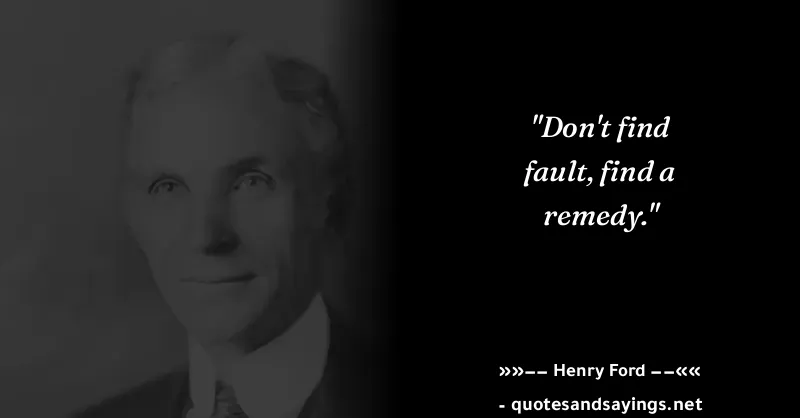 "Don't find
fault, find a
remedy."
»»−− Henry Ford −−««
- quotesandsayings.net